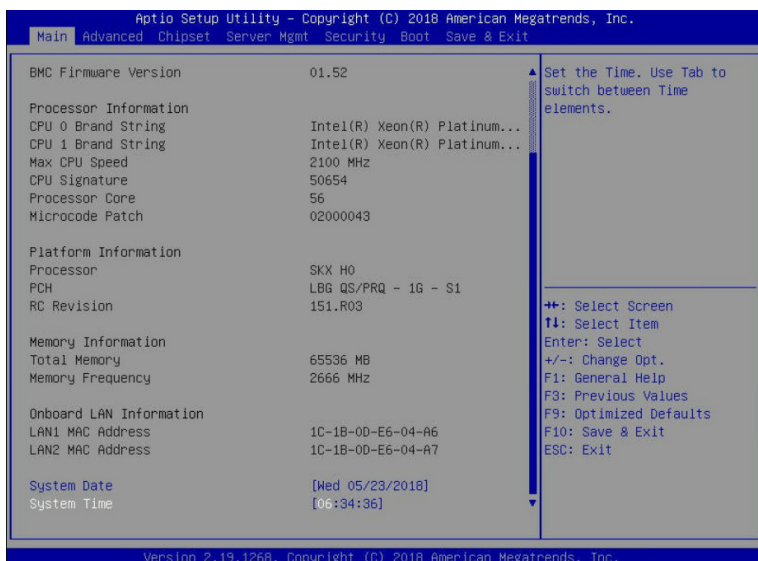 Aptio Setup Utility – Copyright (C) 2018 American Megatrends, Inc.
Main Advanced Chipset Server Mgmt Security Boot Save & Exit
BMC Firmware Version 01.52
Processor Information
CPU 0 Brand String Intel(R) Xeon(R) Platinum...
CPU 1 Brand String Intel(R) Xeon(R) Platinum...
Max CPU Speed 2100 MHz
CPU Signature 50654
Processor Core 56
Microcode Patch 02000043
Platform Information
Processor SKX H0
PCH LBG QS/PRQ - 1G - S1
RC Revision 151.R03
Memory Information
Total Memory 65536 MB
Memory Frequency 2666 MHz
Onboard LAN Information
LAN1 MAC Address 1C-1B-0D-E6-04-A6
LAN2 MAC Address 1C-1B-0D-E6-04-A7
System Date [Wed 05/23/2018]
System Time [06:34:36]
Set the Time. Use Tab to
switch between Time
elements.
→←: Select Screen
↑↓: Select Item
Enter: Select
+/-: Change Opt.
F1: General Help
F3: Previous Values
F9: Optimized Defaults
F10: Save & Exit
ESC: Exit
Version 2.19.1268. Copyright (C) 2018 American Megatrends, Inc.